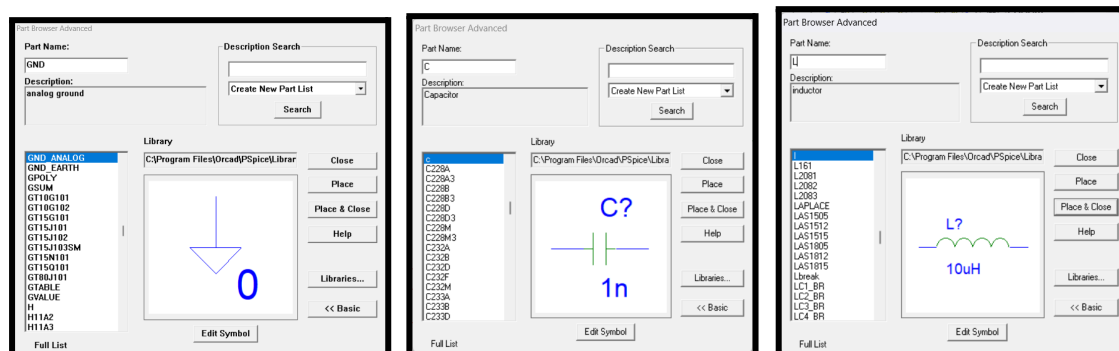 Part Browser Advanced
Part Name:
GND
Description:
analog ground
Description Search
Create New Part List
Search
Library
C:\Program Files\Orcad\PSpice\Librar
GND_ANALOG
GND_EARTH
GPOLY
GSUM
GT10G101
GT10G102
GT15G101
GT15J101
GT15J102
GT15J103SM
GT15N101
GT15Q101
GT80J101
GTABLE
GVALUE
H
H11A2
H11A3
Full List
0
Close
Place
Place & Close
Help
Libraries...
<< Basic
Edit Symbol
Part Browser Advanced
Part Name:
C
Description:
Capacitor
Description Search
Create New Part List
Search
Library
C:\Program Files\Orcad\PSpice\Libra
c
C228A
C228A3
C228B
C228B3
C228D
C228D3
C228M
C228M3
C232A
C232B
C232D
C232F
C232M
C233A
C233B
C233D
Full List
C?
1n
Close
Place
Place & Close
Help
Libraries...
<< Basic
Edit Symbol
Part Browser Advanced
Part Name:
L
Description:
inductor
Description Search
Create New Part List
Search
Library
C:\Program Files\Orcad\PSpice\Libra
l
L161
L2081
L2082
L2083
LAPLACE
LAS1505
LAS1512
LAS1515
LAS1805
LAS1812
LAS1815
Lbreak
LC1_BR
LC2_BR
LC3_BR
LC4_BR
Full List
L?
10uH
Close
Place
Place & Close
Help
Libraries...
<< Basic
Edit Symbol